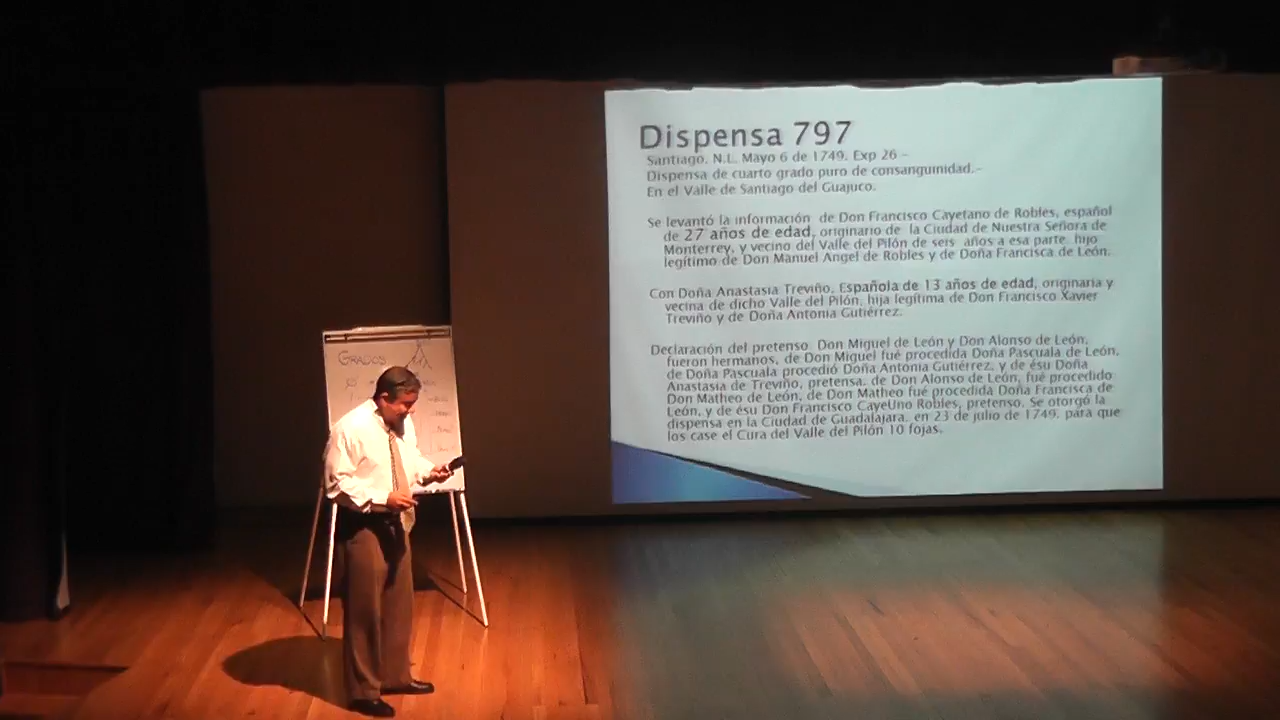 Dispensa 797
Santiago. N.L. Mayo 6 de 1749. Exp 26 –
Dispensa de cuarto grado puro de consanguinidad.–
En el Valle de Santiago del Guajuco.
Se levantó la información de Don Francisco Cayetano de Robles, español
de 27 años de edad, originario de la Ciudad de Nuestra Señora de
Monterrey, y vecino del Valle del Pilón de seis años a esa parte, hijo
legítimo de Don Manuel Angel de Robles y de Doña Francisca de León.
Con Doña Anastasia Treviño, Española de 13 años de edad, originaria y
vecina de dicho Valle del Pilón, hija legítima de Don Francisco Xavier
Treviño y de Doña Antonia Gutiérrez.
Declaración del pretenso Don Miguel de León y Don Alonso de León,
fueron hermanos, de Don Miguel fué procedida Doña Pascuala de León,
de Doña Pascuala procedió Doña Antonia Gutiérrez, y de ésu Doña
Anastasia de Treviño, pretensa, de Don Alonso de León, fué procedido
Don Matheo de León, de Don Matheo fué procedida Doña Francisca de
León, y de ésu Don Francisco CayeUno Robles, pretenso. Se otorgó la
dispensa en la Ciudad de Guadalajara, en 23 de julio de 1749, para que
los case el Cura del Valle del Pilón 10 fojas.
GRADOS